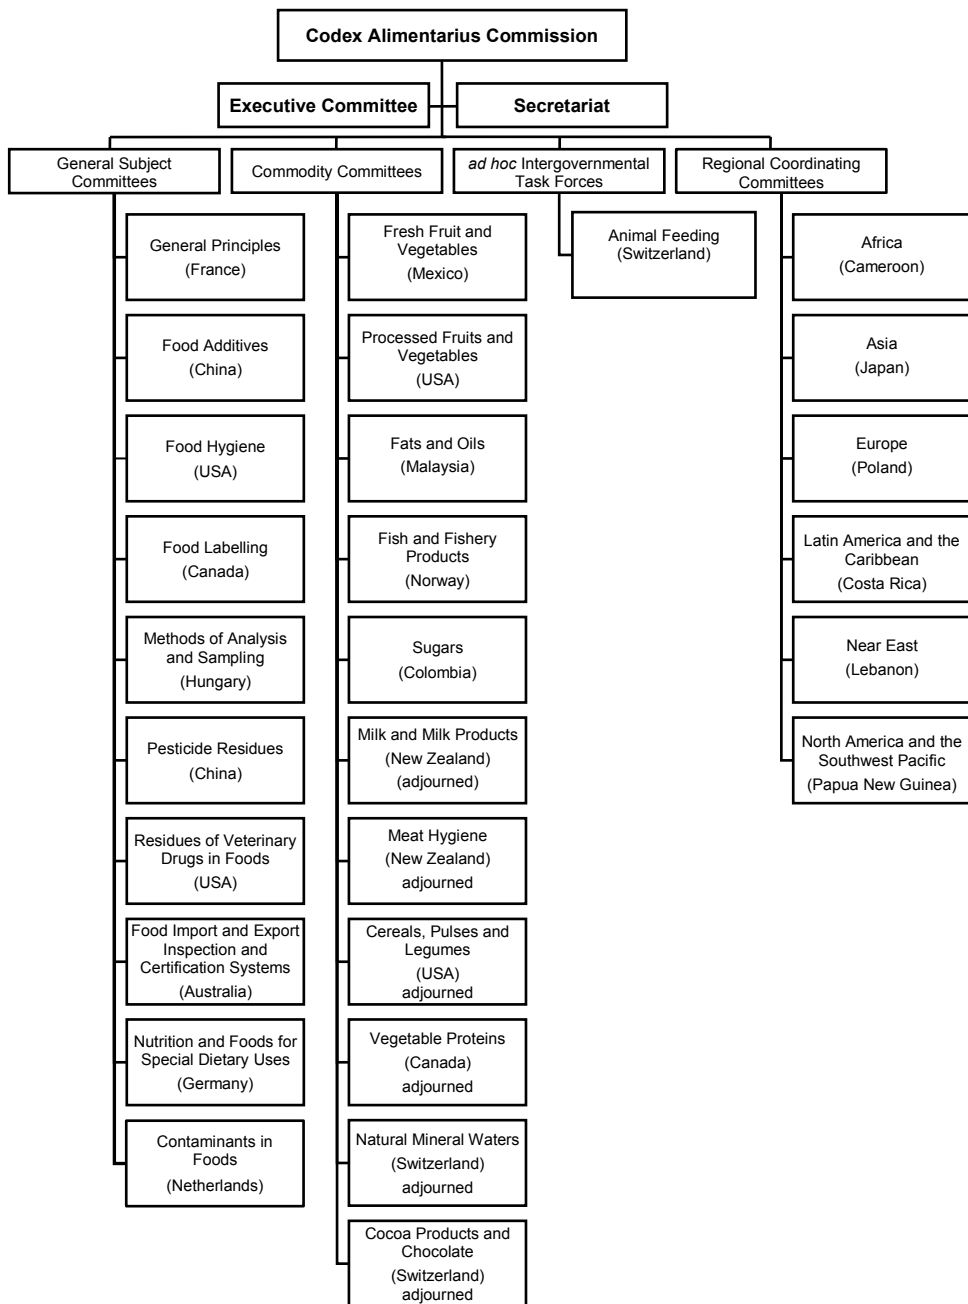 Codex Alimentarius Commission
Executive Committee
Secretariat
General Subject
Committees
Commodity Committees
ad hoc Intergovernmental
Task Forces
Regional Coordinating
Committees
General Principles
(France)
Food Additives
(China)
Food Hygiene
(USA)
Food Labelling
(Canada)
Methods of Analysis
and Sampling
(Hungary)
Pesticide Residues
(China)
Residues of Veterinary
Drugs in Foods
(USA)
Food Import and Export
Inspection and
Certification Systems
(Australia)
Nutrition and Foods for
Special Dietary Uses
(Germany)
Contaminants in
Foods
(Netherlands)
Fresh Fruit and
Vegetables
(Mexico)
Processed Fruits and
Vegetables
(USA)
Fats and Oils
(Malaysia)
Fish and Fishery
Products
(Norway)
Sugars
(Colombia)
Milk and Milk Products
(New Zealand)
(adjourned)
Meat Hygiene
(New Zealand)
adjourned
Cereals, Pulses and
Legumes
(USA)
adjourned
Vegetable Proteins
(Canada)
adjourned
Natural Mineral Waters
(Switzerland)
adjourned
Cocoa Products and
Chocolate
(Switzerland)
adjourned
Animal Feeding
(Switzerland)
Africa
(Cameroon)
Asia
(Japan)
Europe
(Poland)
Latin America and the
Caribbean
(Costa Rica)
Near East
(Lebanon)
North America and the
Southwest Pacific
(Papua New Guinea)